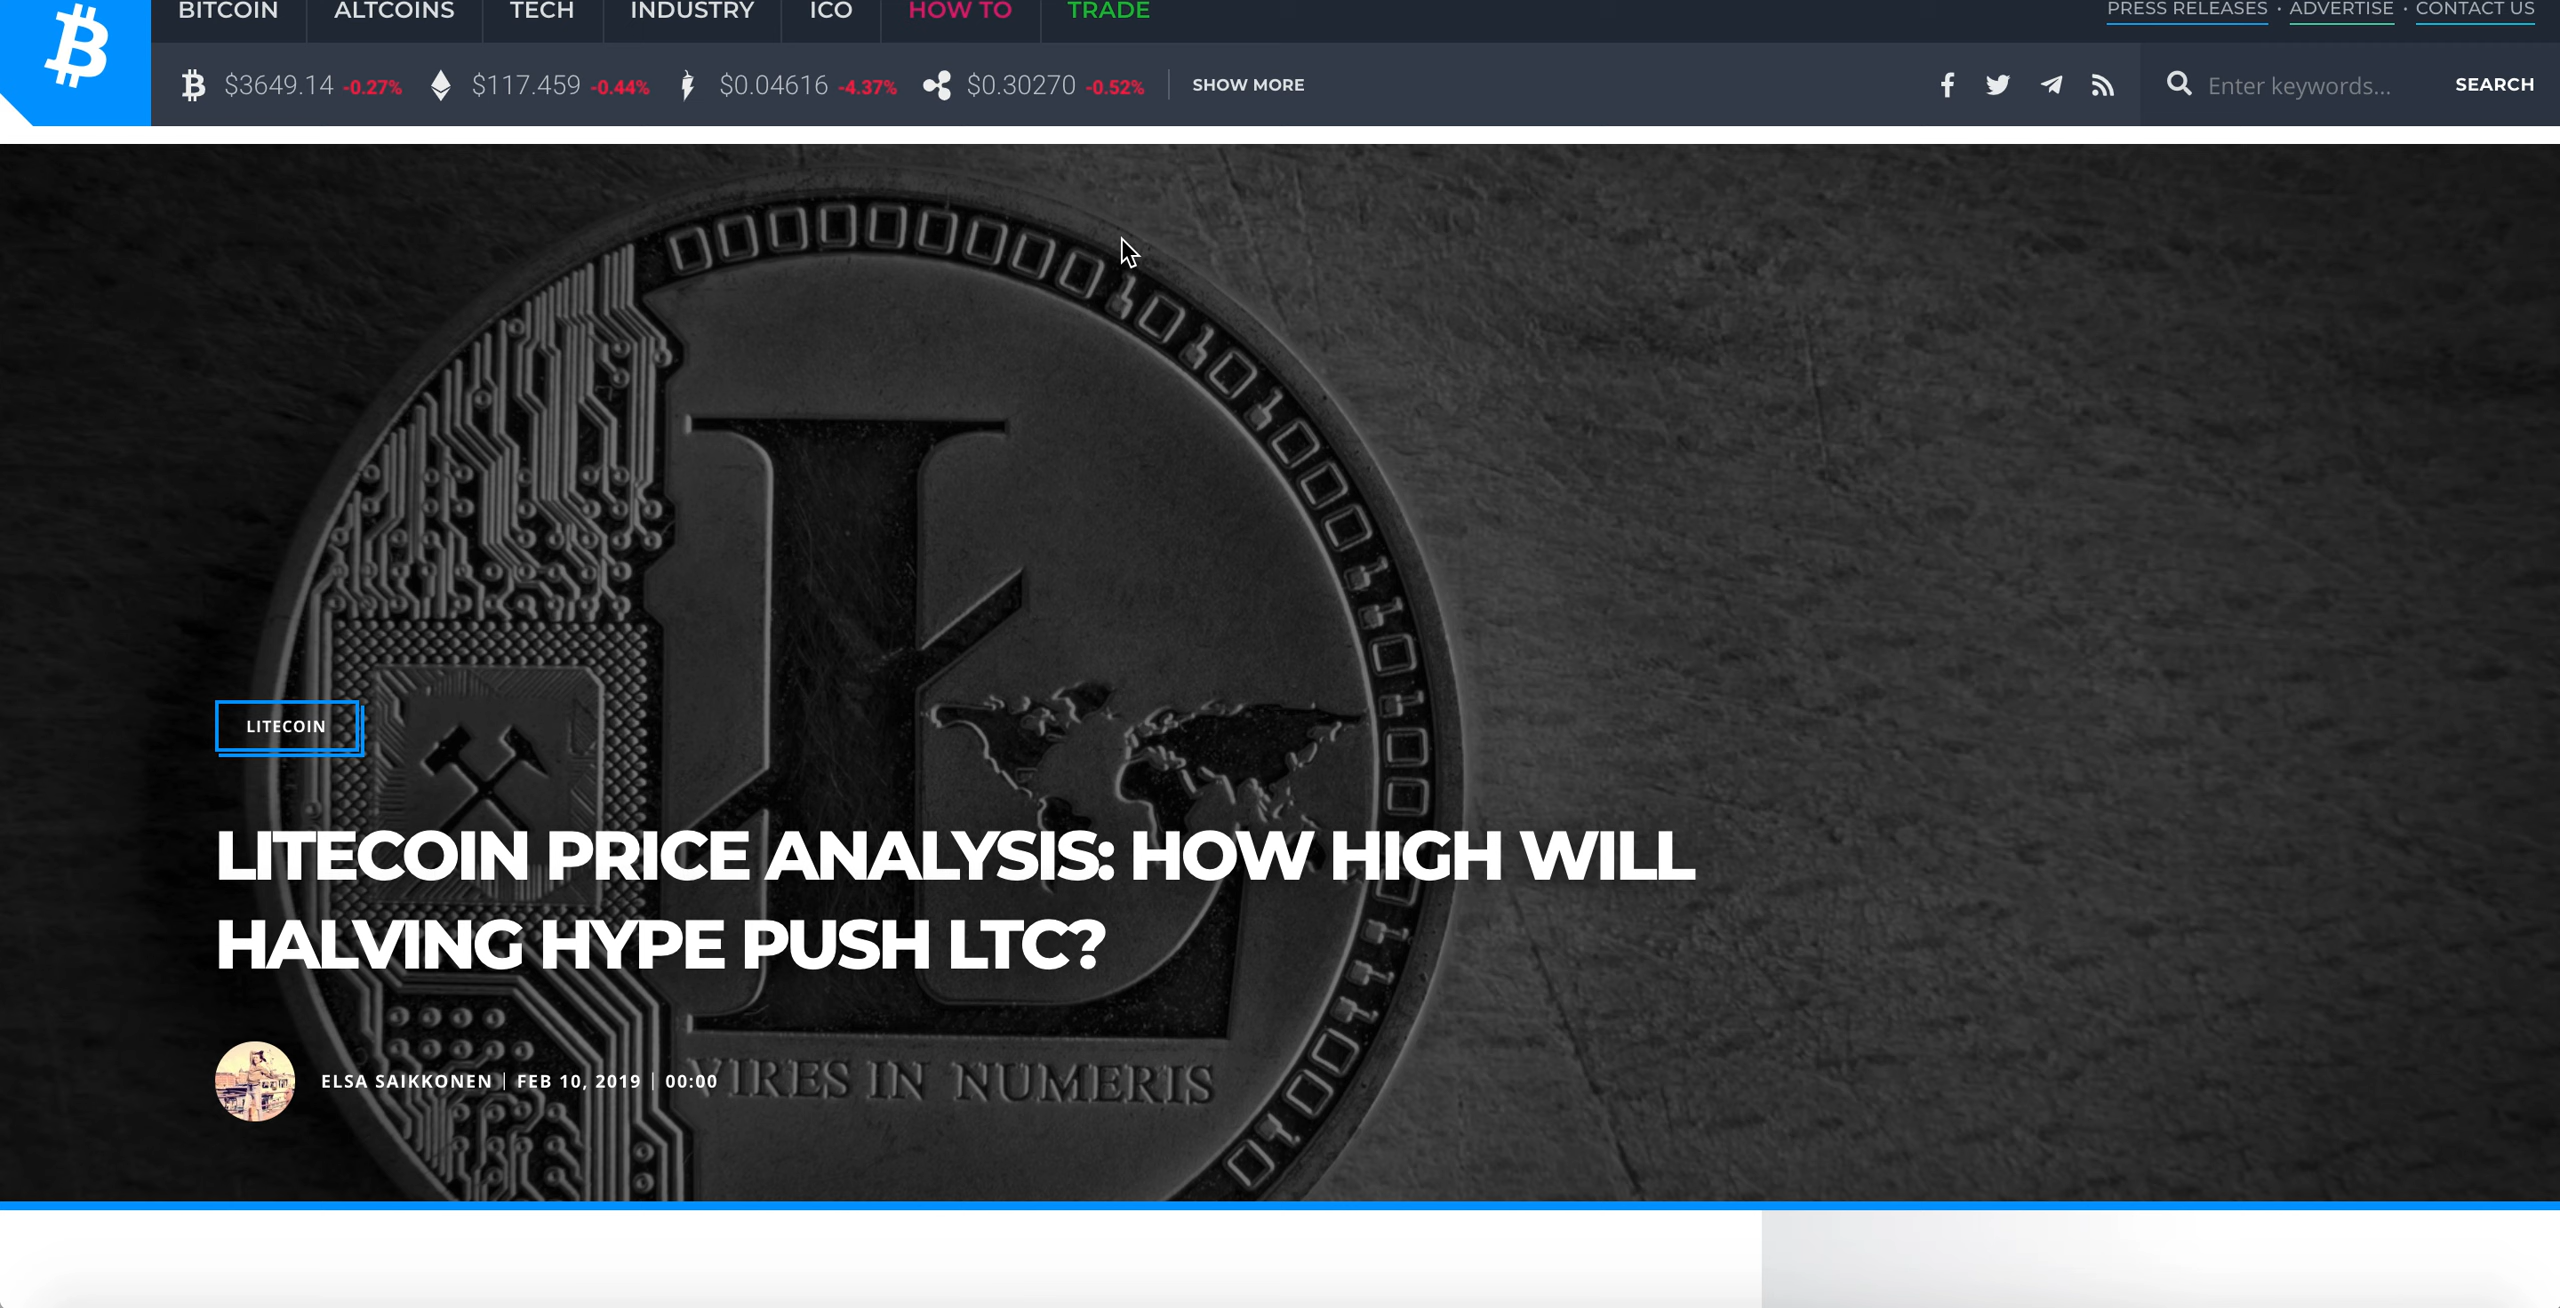 BITCOIN ALTCOINS TECH INDUSTRY ICO HOW TO TRADE PRESS RELEASES · ADVERTISE · CONTACT US
$3649.14 -0.27% $117.459 -0.44% $0.04616 -4.37% $0.30270 -0.52% SHOW MORE Enter keywords... SEARCH
LITECOIN
LITECOIN PRICE ANALYSIS: HOW HIGH WILL
HALVING HYPE PUSH LTC?
ELSA SAIKKONEN | FEB 10, 2019 | 00:00
VIRES IN NUMERIS